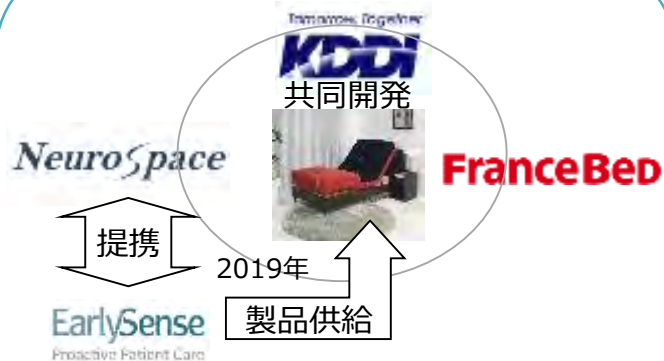 Tomorrow, Together
KDDI
共同開発
NeuroSpace
FranceBed
提携
2019年
EarlySense
Proactive Patient Care
製品供給